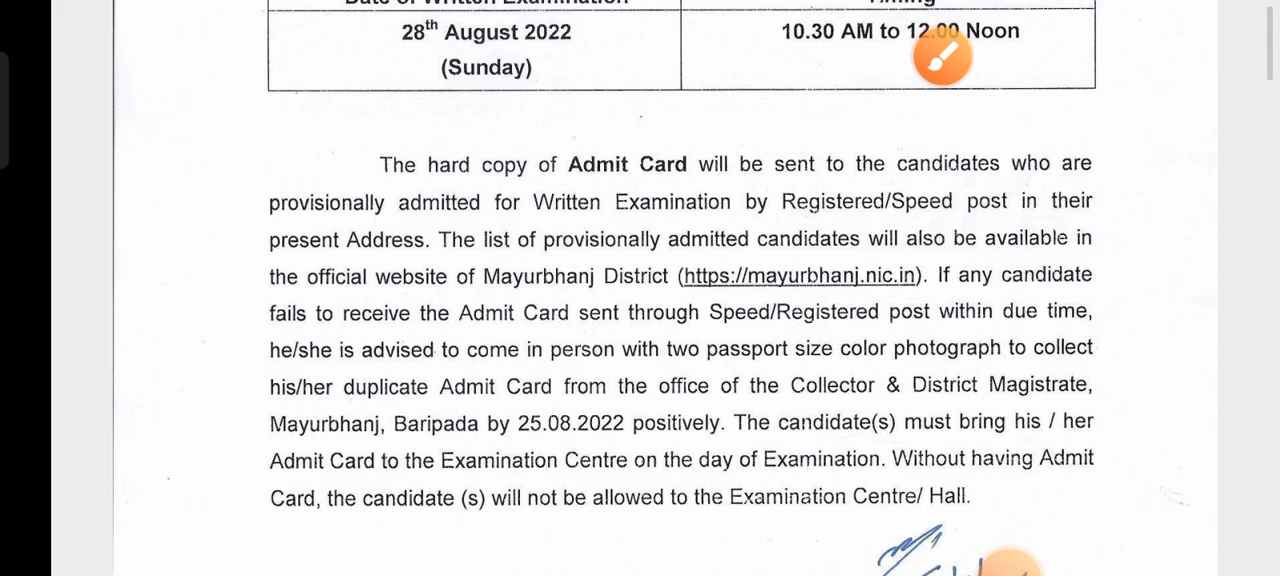 Date of Written Examination Timing
28th August 2022 10.30 AM to 12.00 Noon
(Sunday)
The hard copy of Admit Card will be sent to the candidates who are
provisionally admitted for Written Examination by Registered/Speed post in their
present Address. The list of provisionally admitted candidates will also be available in
the official website of Mayurbhanj District (https://mayurbhanj.nic.in). If any candidate
fails to receive the Admit Card sent through Speed/Registered post within due time,
he/she is advised to come in person with two passport size color photograph to collect
his/her duplicate Admit Card from the office of the Collector & District Magistrate,
Mayurbhanj, Baripada by 25.08.2022 positively. The candidate(s) must bring his / her
Admit Card to the Examination Centre on the day of Examination. Without having Admit
Card, the candidate (s) will not be allowed to the Examination Centre/ Hall.